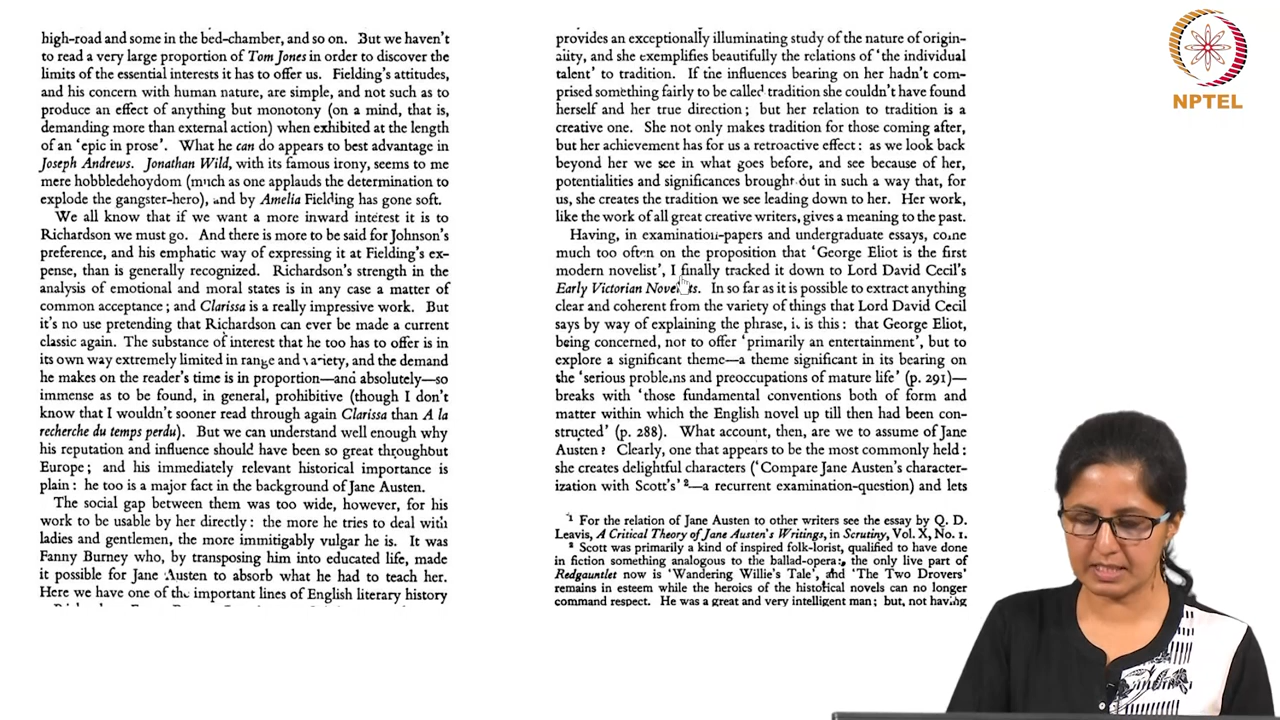 high-road and some in the bed-chamber, and so on. But we haven't
to read a very large proportion of Tom Jones in order to discover the
limits of the essential interests it has to offer us. Fielding's attitudes,
and his concern with human nature, are simple, and not such as to
produce an effect of anything but monotony (on a mind, that is,
demanding more than external action) when exhibited at the length
of an 'epic in prose'. What he can do appears to best advantage in
Joseph Andrews. Jonathan Wild, with its famous irony, seems to me
mere hobbledehoydom (much as one applauds the determination to
explode the gangster-hero), and by Amelia Fielding has gone soft.
We all know that if we want a more inward interest it is to
Richardson we must go. And there is more to be said for Johnson's
preference, and his emphatic way of expressing it at Fielding's ex-
pense, than is generally recognized. Richardson's strength in the
analysis of emotional and moral states is in any case a matter of
common acceptance; and Clarissa is a really impressive work. But
it's no use pretending that Richardson can ever be made a current
classic again. The substance of interest that he too has to offer is in
its own way extremely limited in range and variety, and the demand
he makes on the reader's time is in proportion—and absolutely—so
immense as to be found, in general, prohibitive (though I don't
know that I wouldn't sooner read through again Clarissa than A la
recherche du temps perdu). But we can understand well enough why
his reputation and influence should have been so great throughout
Europe; and his immediately relevant historical importance is
plain: he too is a major fact in the background of Jane Austen.
The social gap between them was too wide, however, for his
work to be usable by her directly: the more he tries to deal with
ladies and gentlemen, the more immitigably vulgar he is. It was
Fanny Burney who, by transposing him into educated life, made
it possible for Jane Austen to absorb what he had to teach her.
Here we have one of the important lines of English literary history
provides an exceptionally illuminating study of the nature of origin-
ality, and she exemplifies beautifully the relations of 'the individual
talent' to tradition. If the influences bearing on her hadn't com-
prised something fairly to be called tradition she couldn't have found
herself and her true direction; but her relation to tradition is a
creative one. She not only makes tradition for those coming after,
but her achievement has for us a retroactive effect: as we look back
beyond her we see in what goes before, and see because of her,
potentialities and significances brought out in such a way that, for
us, she creates the tradition we see leading down to her. Her work,
like the work of all great creative writers, gives a meaning to the past.
Having, in examination-papers and undergraduate essays, come
much too often on the proposition that 'George Eliot is the first
modern novelist', I finally tracked it down to Lord David Cecil's
Early Victorian Novelists. In so far as it is possible to extract anything
clear and coherent from the variety of things that Lord David Cecil
says by way of explaining the phrase, it is this: that George Eliot,
being concerned, not to offer 'primarily an entertainment', but to
explore a significant theme—a theme significant in its bearing on
the 'serious problems and preoccupations of mature life' (p. 291)—
breaks with 'those fundamental conventions both of form and
matter within which the English novel up till then had been con-
structed' (p. 288). What account, then, are we to assume of Jane
Austen? Clearly, one that appears to be the most commonly held:
she creates delightful characters ('Compare Jane Austen's character-
ization with Scott's' ²—a recurrent examination-question) and lets
¹ For the relation of Jane Austen to other writers see the essay by Q. D.
Leavis, A Critical Theory of Jane Austen's Writings, in Scrutiny, Vol. X, No. 1.
² Scott was primarily a kind of inspired folk-lorist, qualified to have done
in fiction something analogous to the ballad-opera: the only live part of
Redgauntlet now is 'Wandering Willie's Tale', and 'The Two Drovers'
remains in esteem while the heroics of the historical novels can no longer
command respect. He was a great and very intelligent man; but, not having
NPTEL